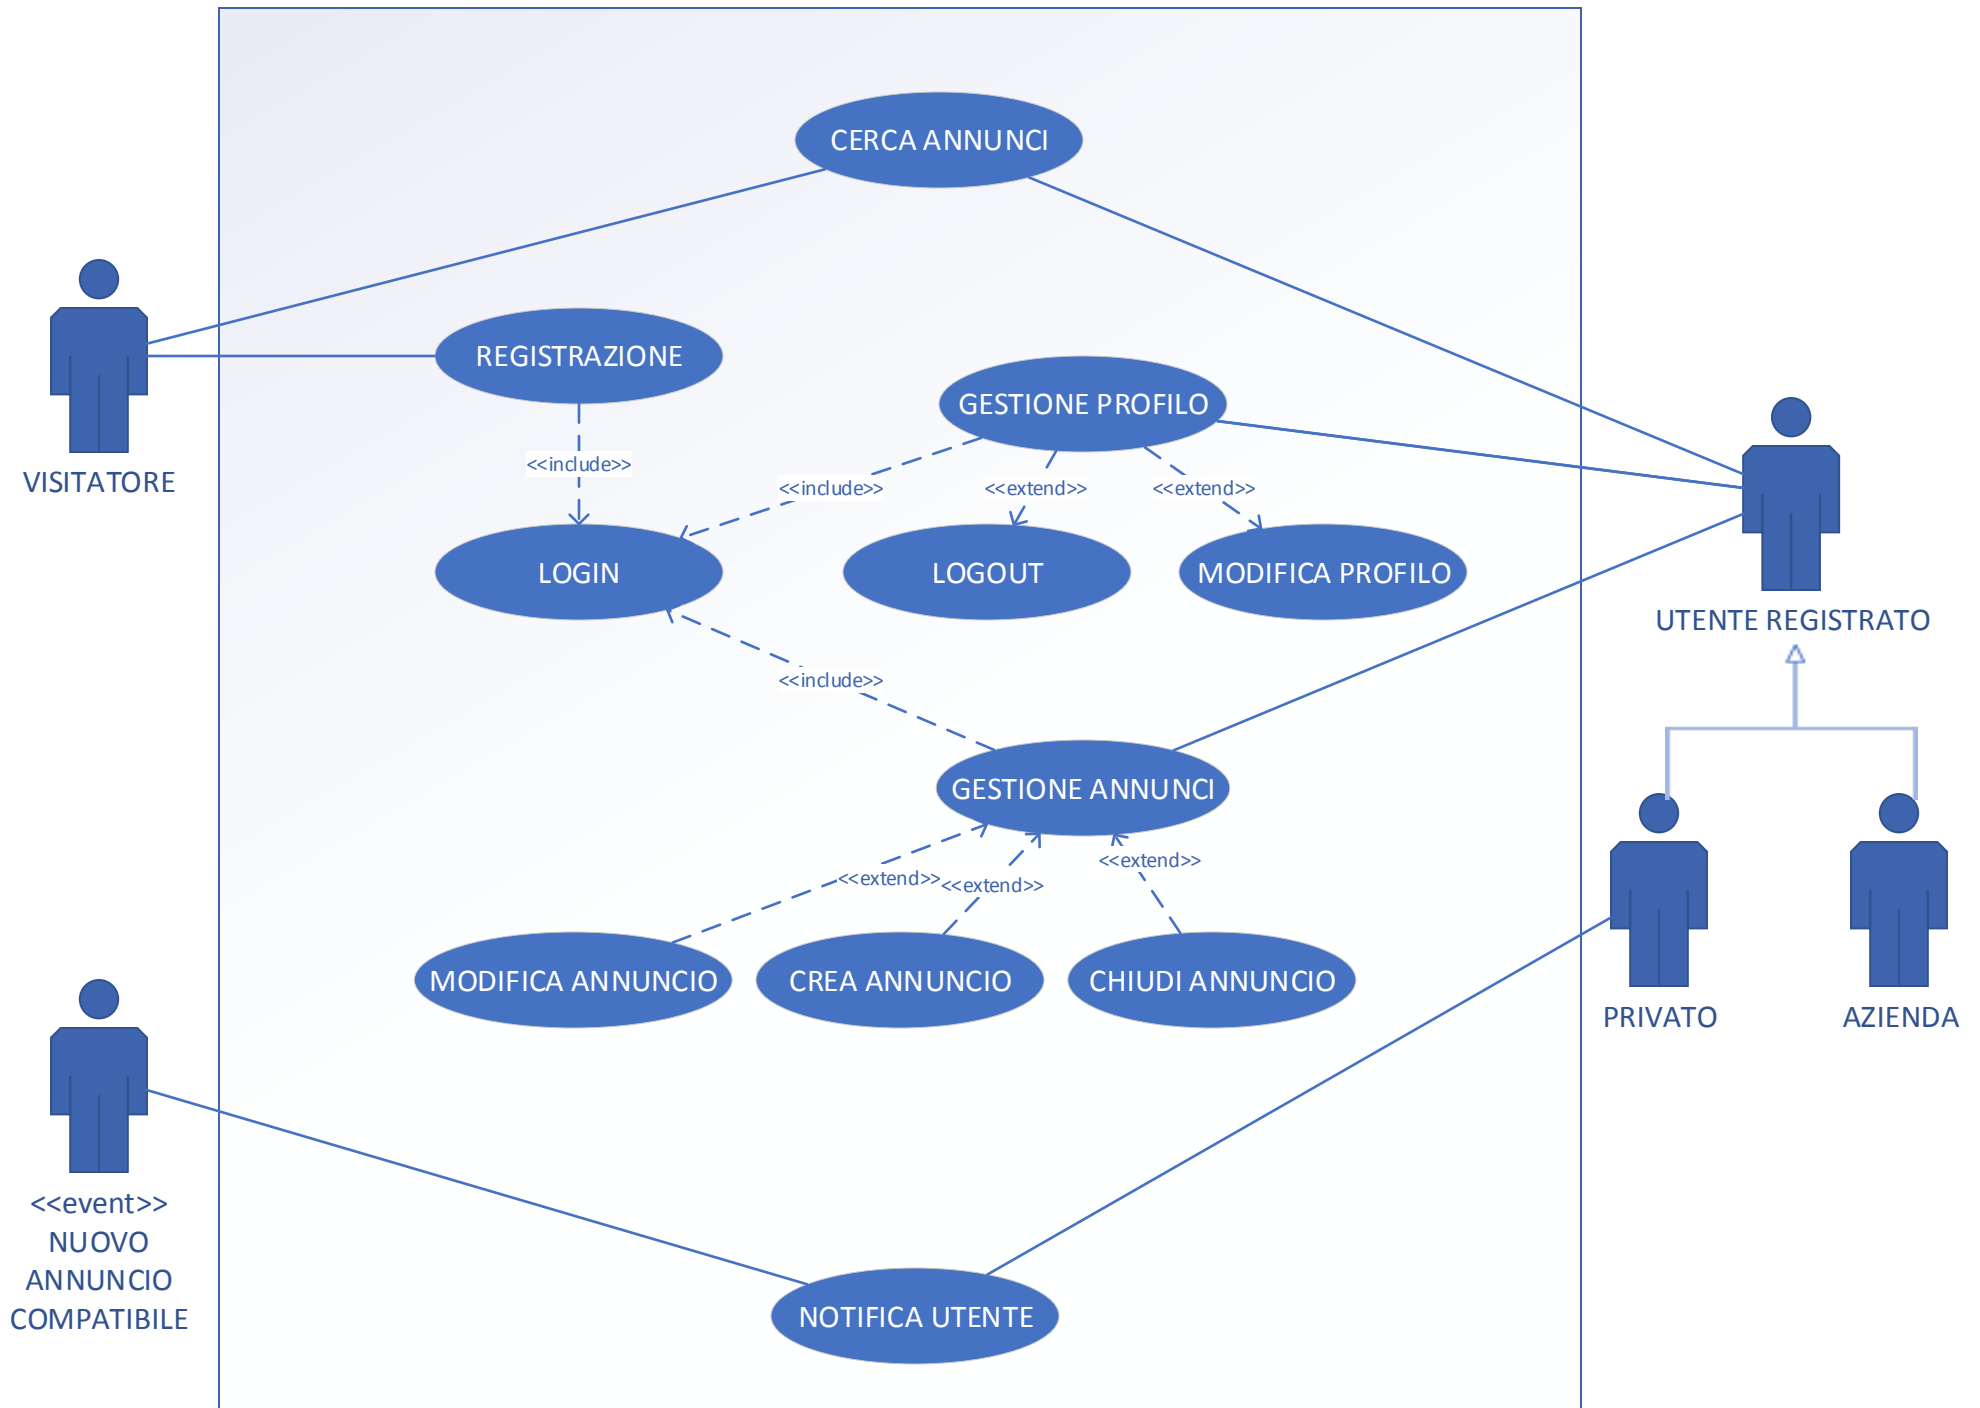 CERCA ANNUNCI
REGISTRAZIONE
GESTIONE PROFILO
VISITATORE
<<include>>
<<include>>
<<extend>>
<<extend>>
LOGIN
LOGOUT
MODIFICA PROFILO
UTENTE REGISTRATO
<<include>>
GESTIONE ANNUNCI
<<extend>>
<<extend>>
<<extend>>
MODIFICA ANNUNCIO
CREA ANNUNCIO
CHIUDI ANNUNCIO
PRIVATO
AZIENDA
<<event>>
NUOVO
ANNUNCIO
COMPATIBILE
NOTIFICA UTENTE